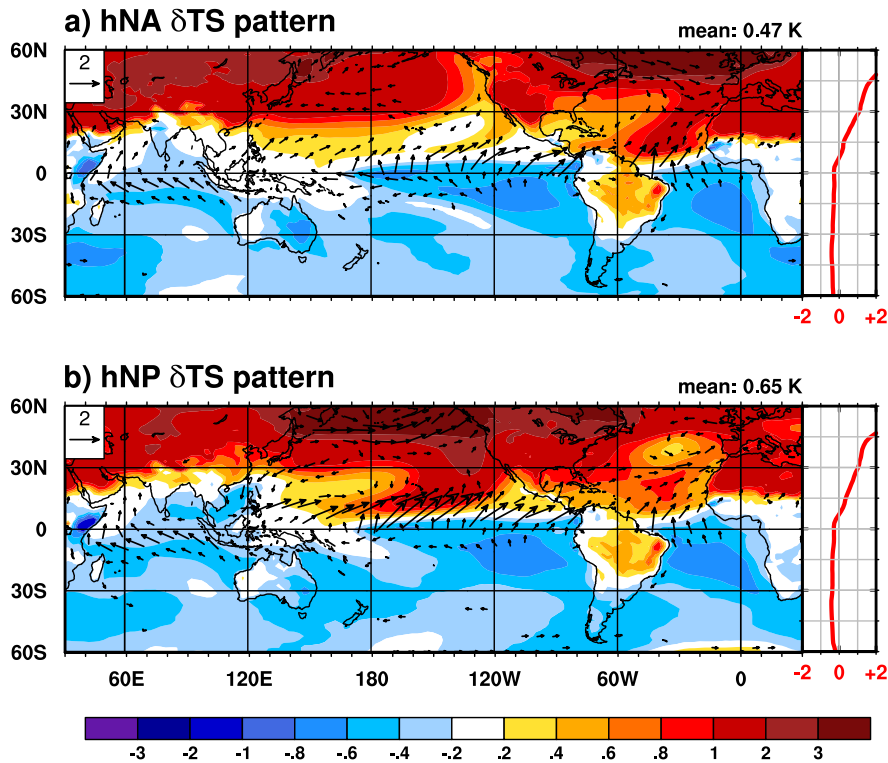 a) hNA δTS pattern
mean: 0.47 K
60N
2
30N
0
30S
60S
-2 0 +2
b) hNP δTS pattern
mean: 0.65 K
60N
2
30N
0
30S
60S
60E 120E 180 120W 60W 0
-2 0 +2
-3 -2 -1 -.8 -.6 -.4 -.2 .2 .4 .6 .8 1 2 3